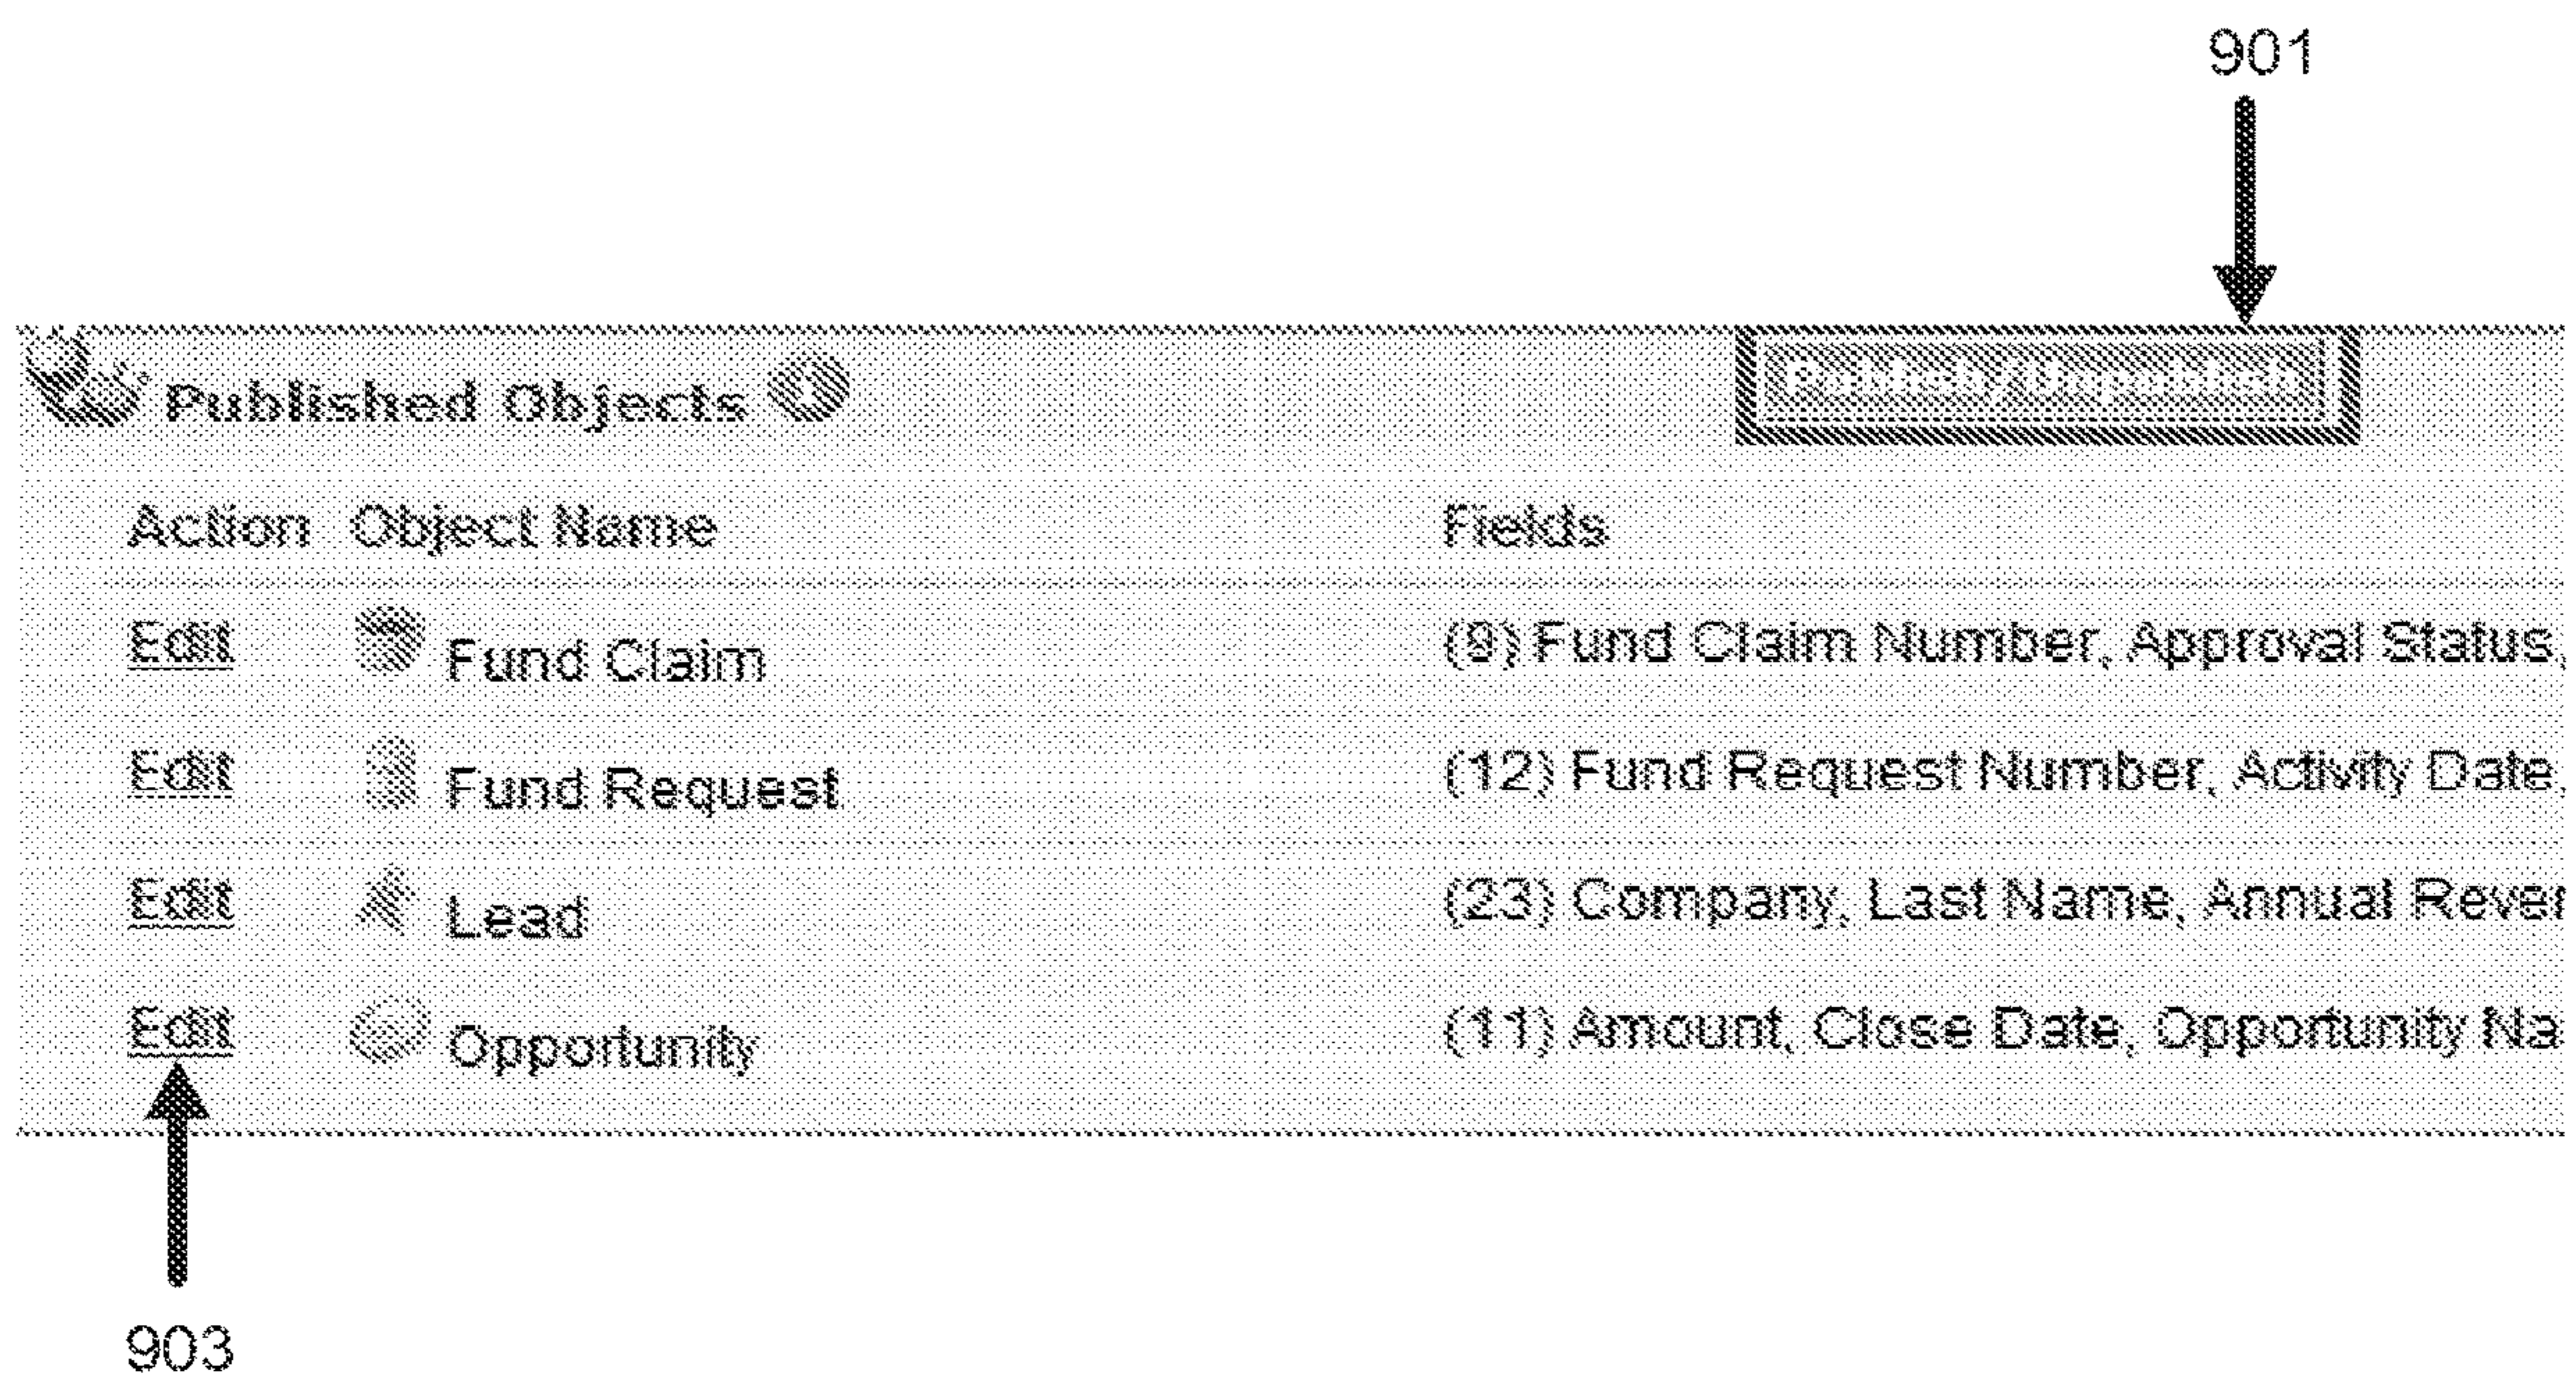 901
Published Objects
Publish/Unpublish
Action Object Name Fields
Edit Fund Claim (9) Fund Claim Number, Approval Status,
Edit Fund Request (12) Fund Request Number, Activity Date,
Edit Lead (23) Company, Last Name, Annual Rever
Edit Opportunity (11) Amount, Close Date, Opportunity Na
903